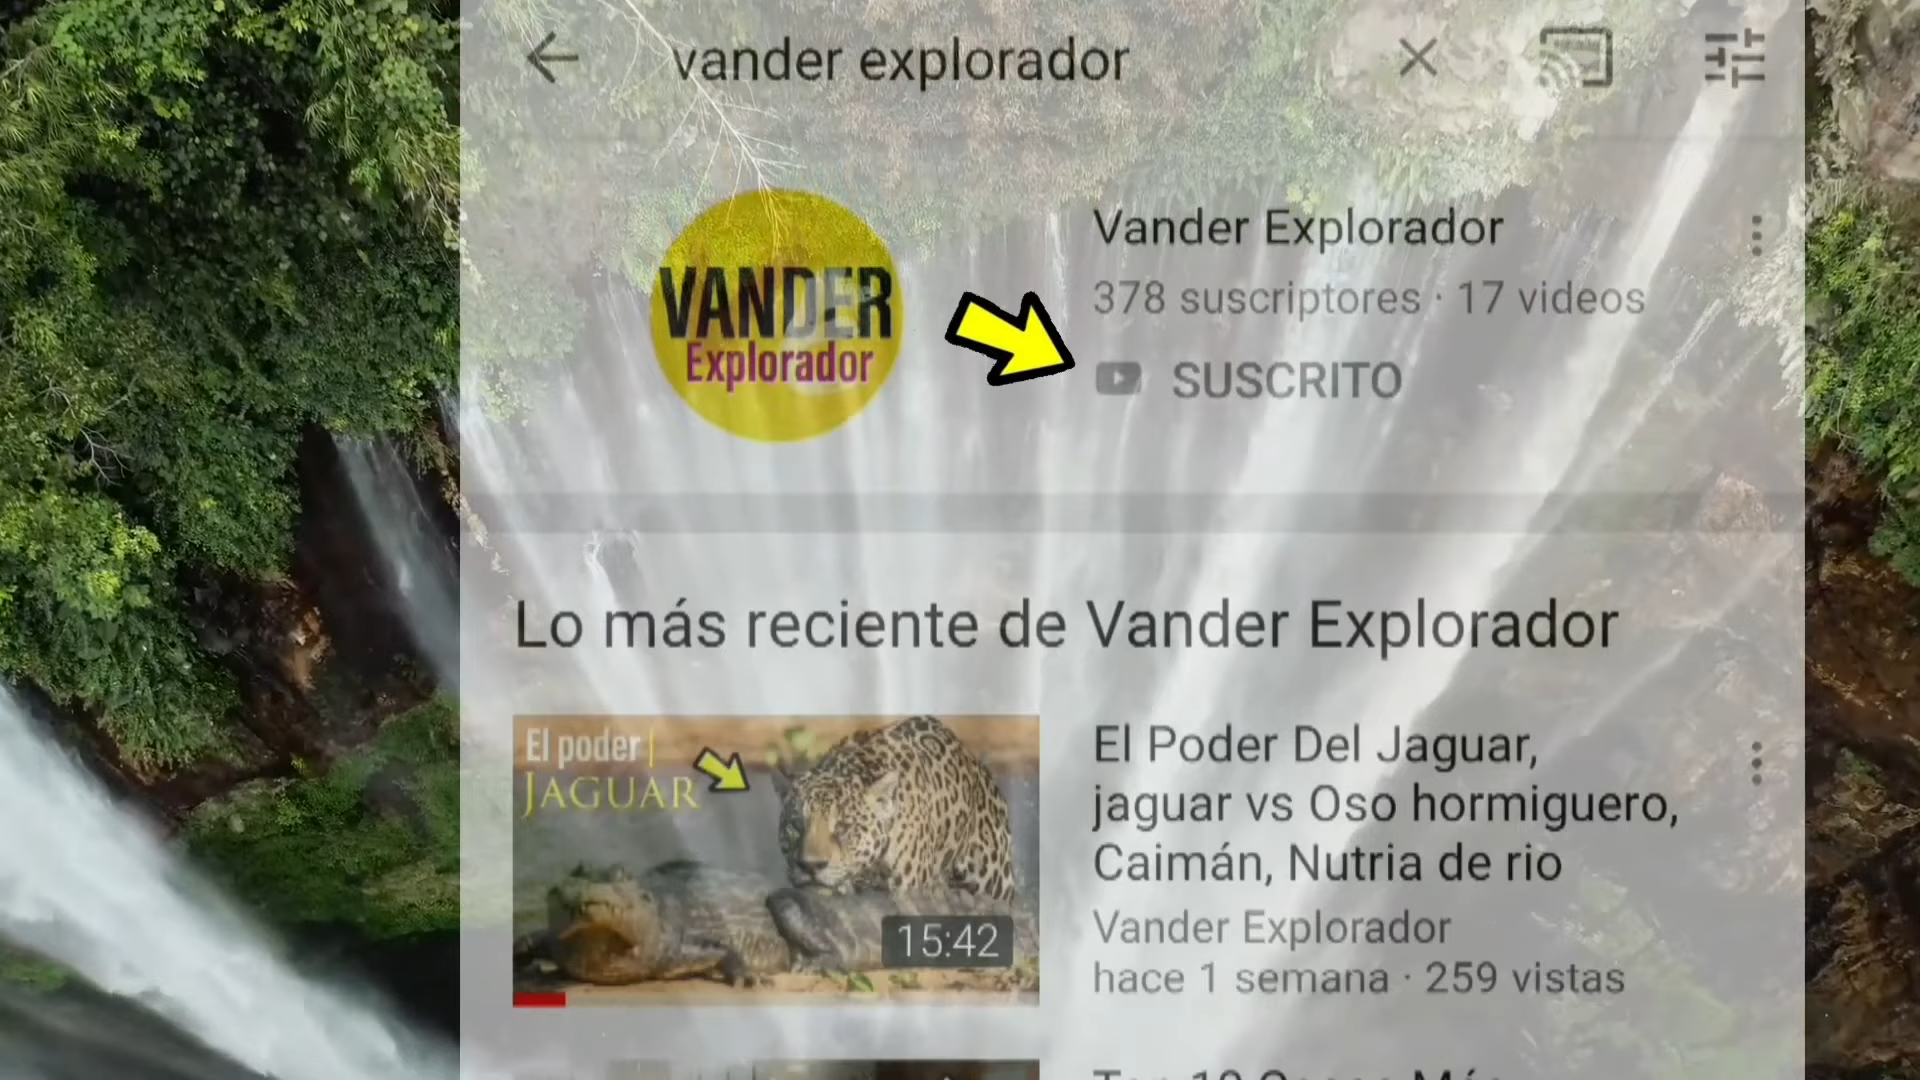 vander explorador
VANDER
Explorador
Vander Explorador
378 suscriptores · 17 videos
SUSCRITO
Lo más reciente de Vander Explorador
El poder
JAGUAR
15:42
El Poder Del Jaguar,
jaguar vs Oso hormiguero,
Caimán, Nutria de rio
Vander Explorador
hace 1 semana · 259 vistas